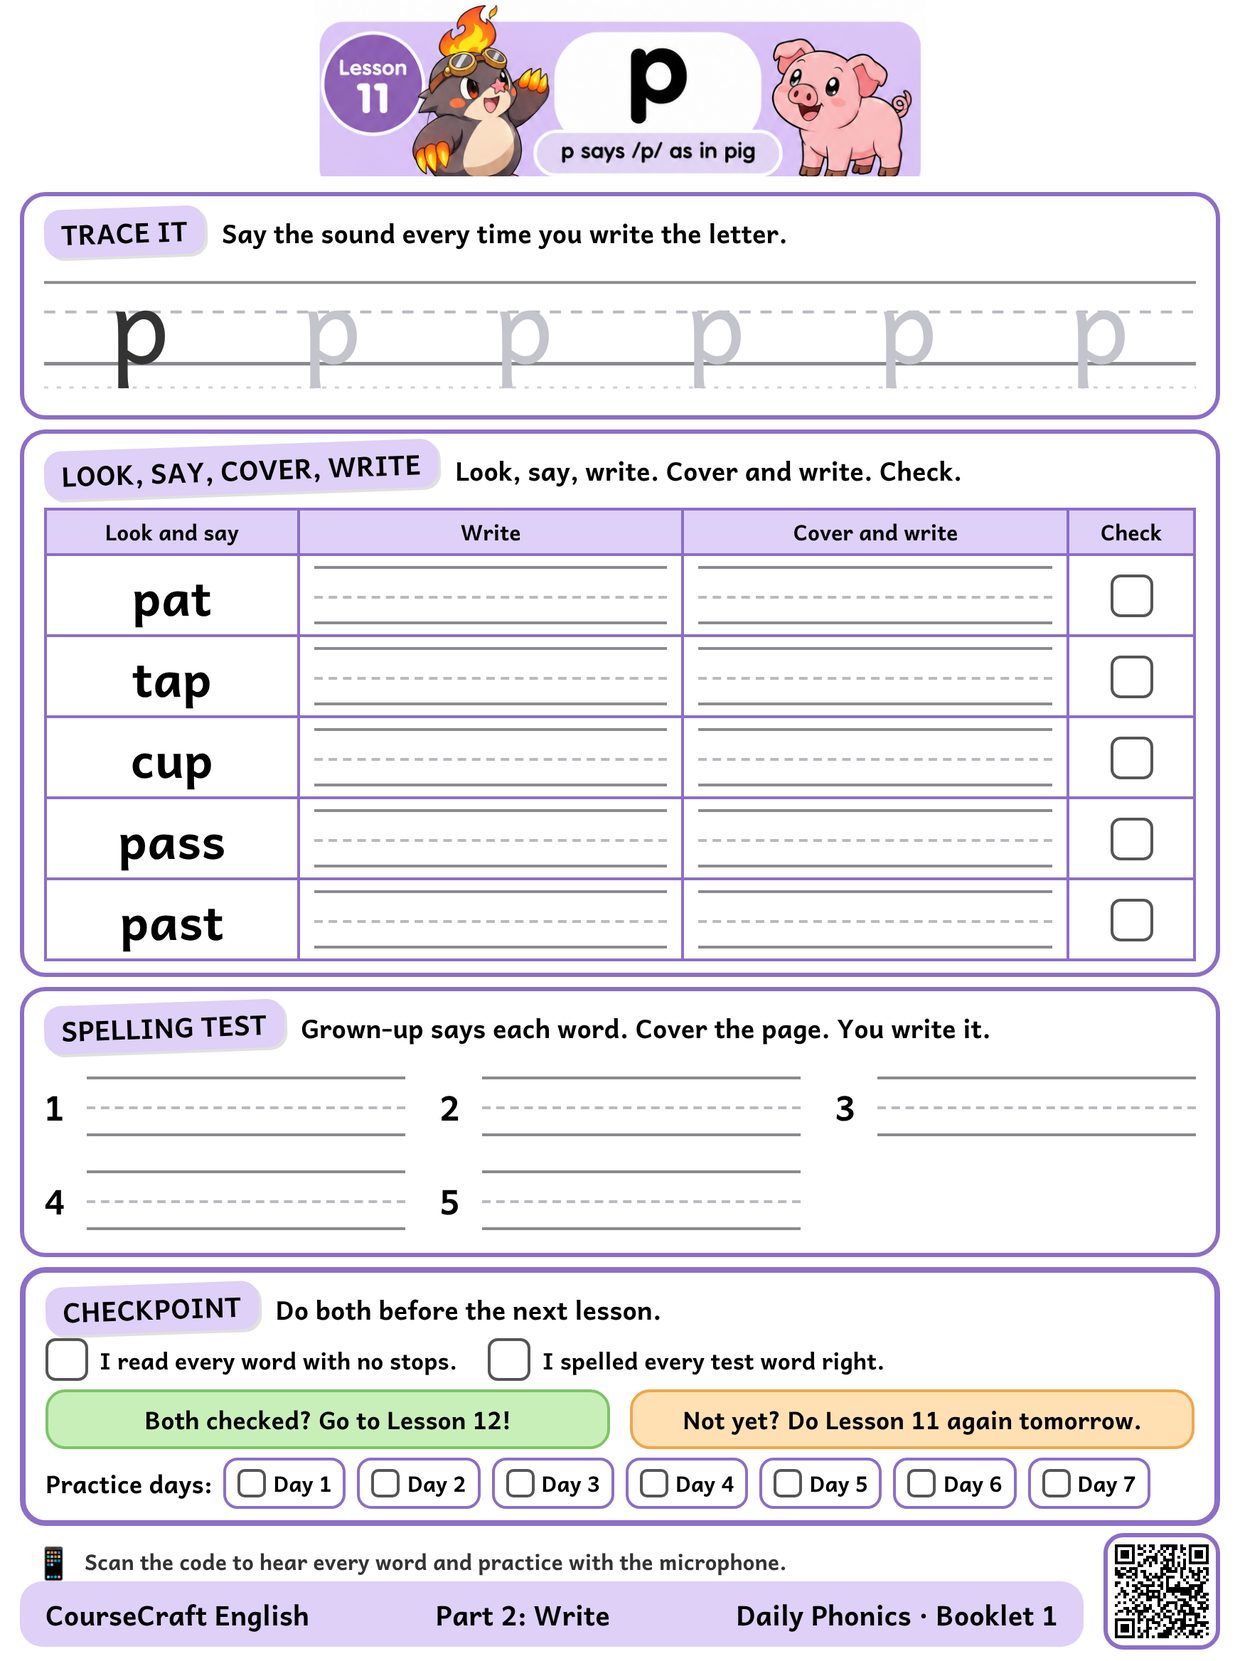 Lesson
11
p
p says /p/ as in pig
TRACE IT Say the sound every time you write the letter.
p p p p p p
LOOK, SAY, COVER, WRITE Look, say, write. Cover and write. Check.
Look and say Write Cover and write Check
pat
tap
cup
pass
past
SPELLING TEST Grown-up says each word. Cover the page. You write it.
1 2 3
4 5
CHECKPOINT Do both before the next lesson.
I read every word with no stops. I spelled every test word right.
Both checked? Go to Lesson 12! Not yet? Do Lesson 11 again tomorrow.
Practice days: Day 1 Day 2 Day 3 Day 4 Day 5 Day 6 Day 7
Scan the code to hear every word and practice with the microphone.
CourseCraft English Part 2: Write Daily Phonics · Booklet 1